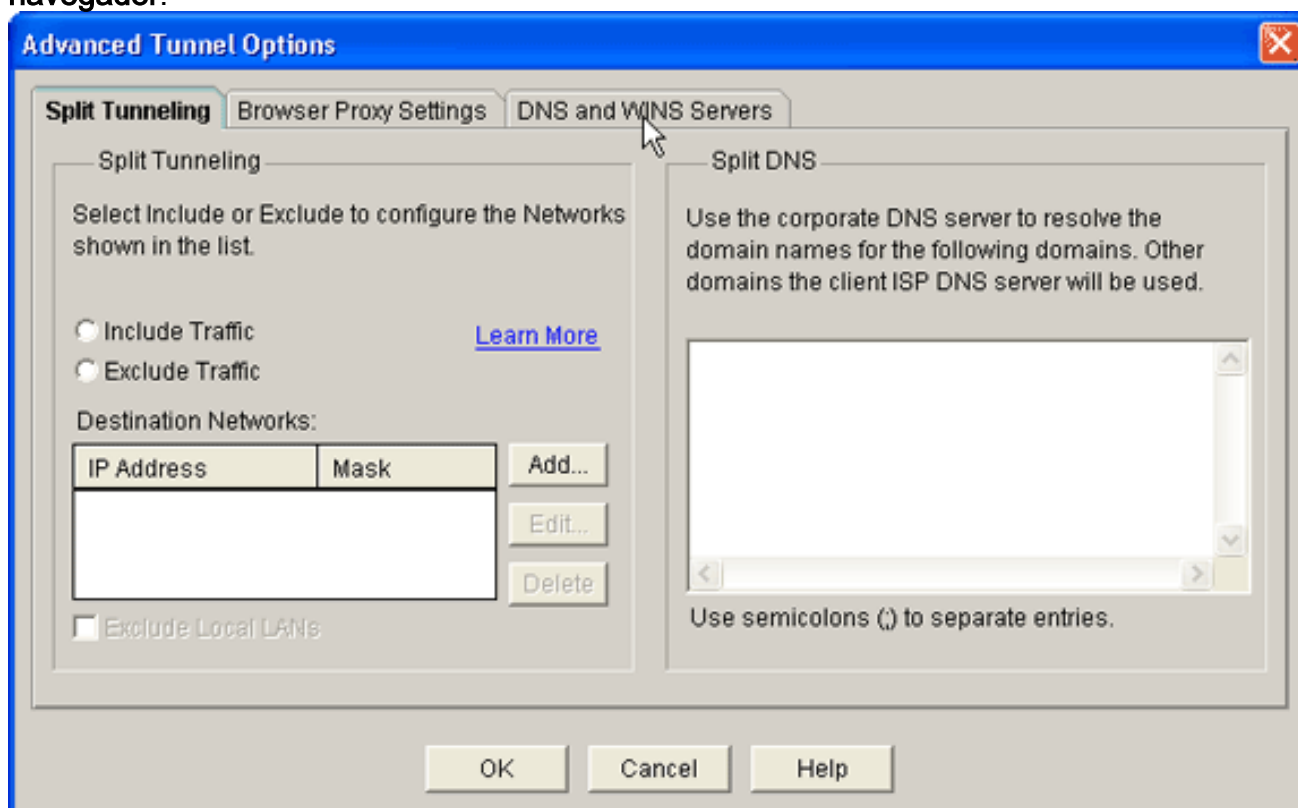 navegador.
Advanced Tunnel Options
Split Tunneling
Browser Proxy Settings
DNS and WINS Servers
Split Tunneling
Select Include or Exclude to configure the Networks
shown in the list.
Include Traffic
Learn More
Exclude Traffic
Destination Networks:
IP Address
Mask
Add...
Edit...
Delete
Exclude Local LANs
Split DNS
Use the corporate DNS server to resolve the
domain names for the following domains. Other
domains the client ISP DNS server will be used.
Use semicolons (;) to separate entries.
OK
Cancel
Help